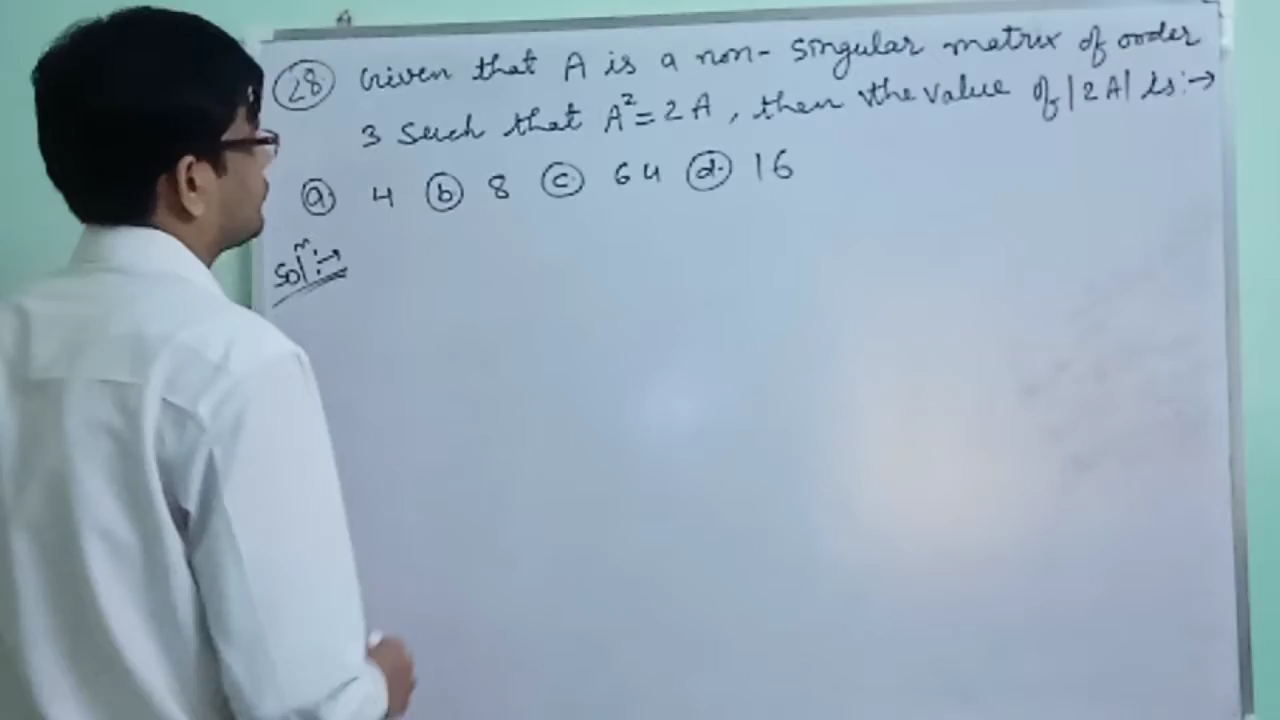 28. Given that A is a non-singular matrix of order
3 such that A²=2A, then the value of |2A| is:→
a. 4 b 8 c. 64 d. 16
Solⁿ:→